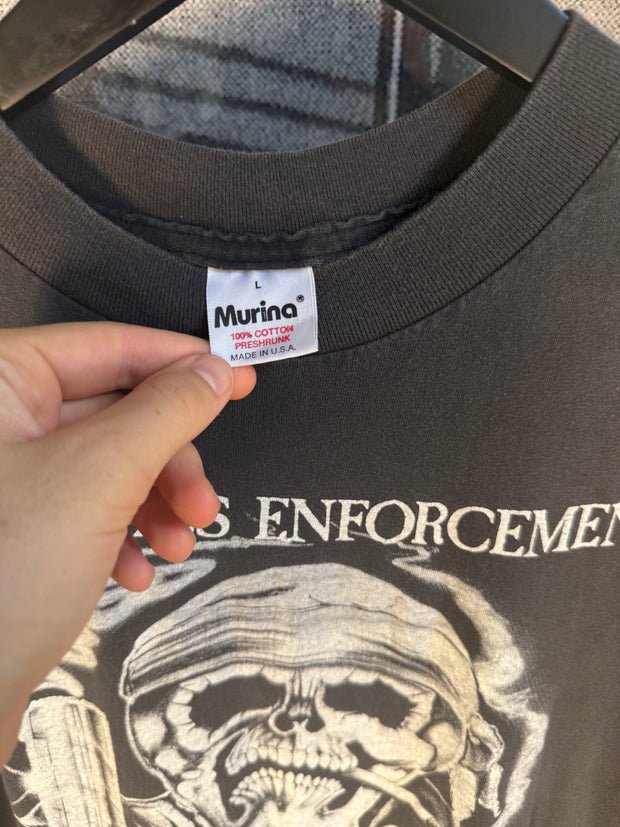 L
Murina®
100% COTTON
PRESHRUNK
MADE IN U.S.A.
ENFORCEMEN